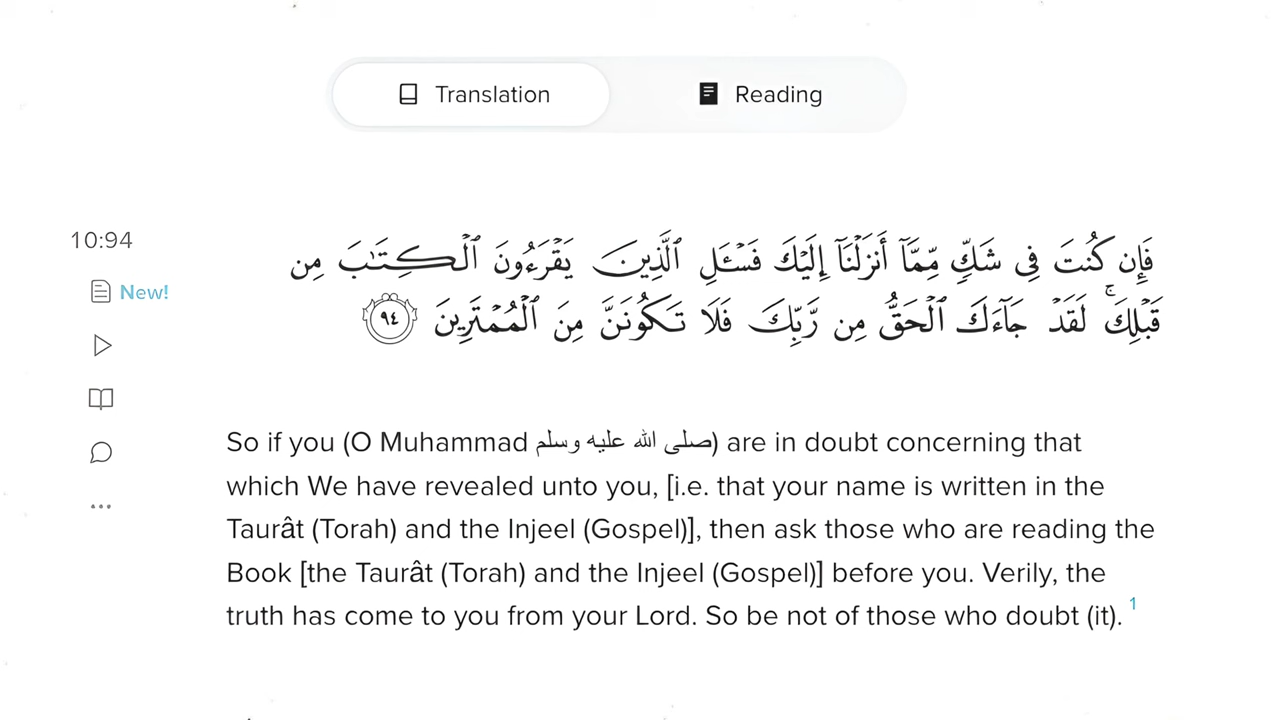 Translation
Reading
10:94
New!
فَإِن كُنتَ فِى شَكٍّ مِّمَّآ أَنزَلْنَآ إِلَيْكَ فَسْـَٔلِ ٱلَّذِينَ يَقْرَءُونَ ٱلْكِتَـٰبَ مِن
قَبْلِكَ ۚ لَقَدْ جَآءَكَ ٱلْحَقُّ مِن رَّبِّكَ فَلَا تَكُونَنَّ مِنَ ٱلْمُمْتَرِينَ ٩٤
So if you (O Muhammad صلى الله عليه وسلم) are in doubt concerning that
which We have revealed unto you, [i.e. that your name is written in the
Taurât (Torah) and the Injeel (Gospel)], then ask those who are reading the
Book [the Taurât (Torah) and the Injeel (Gospel)] before you. Verily, the
truth has come to you from your Lord. So be not of those who doubt (it). 1